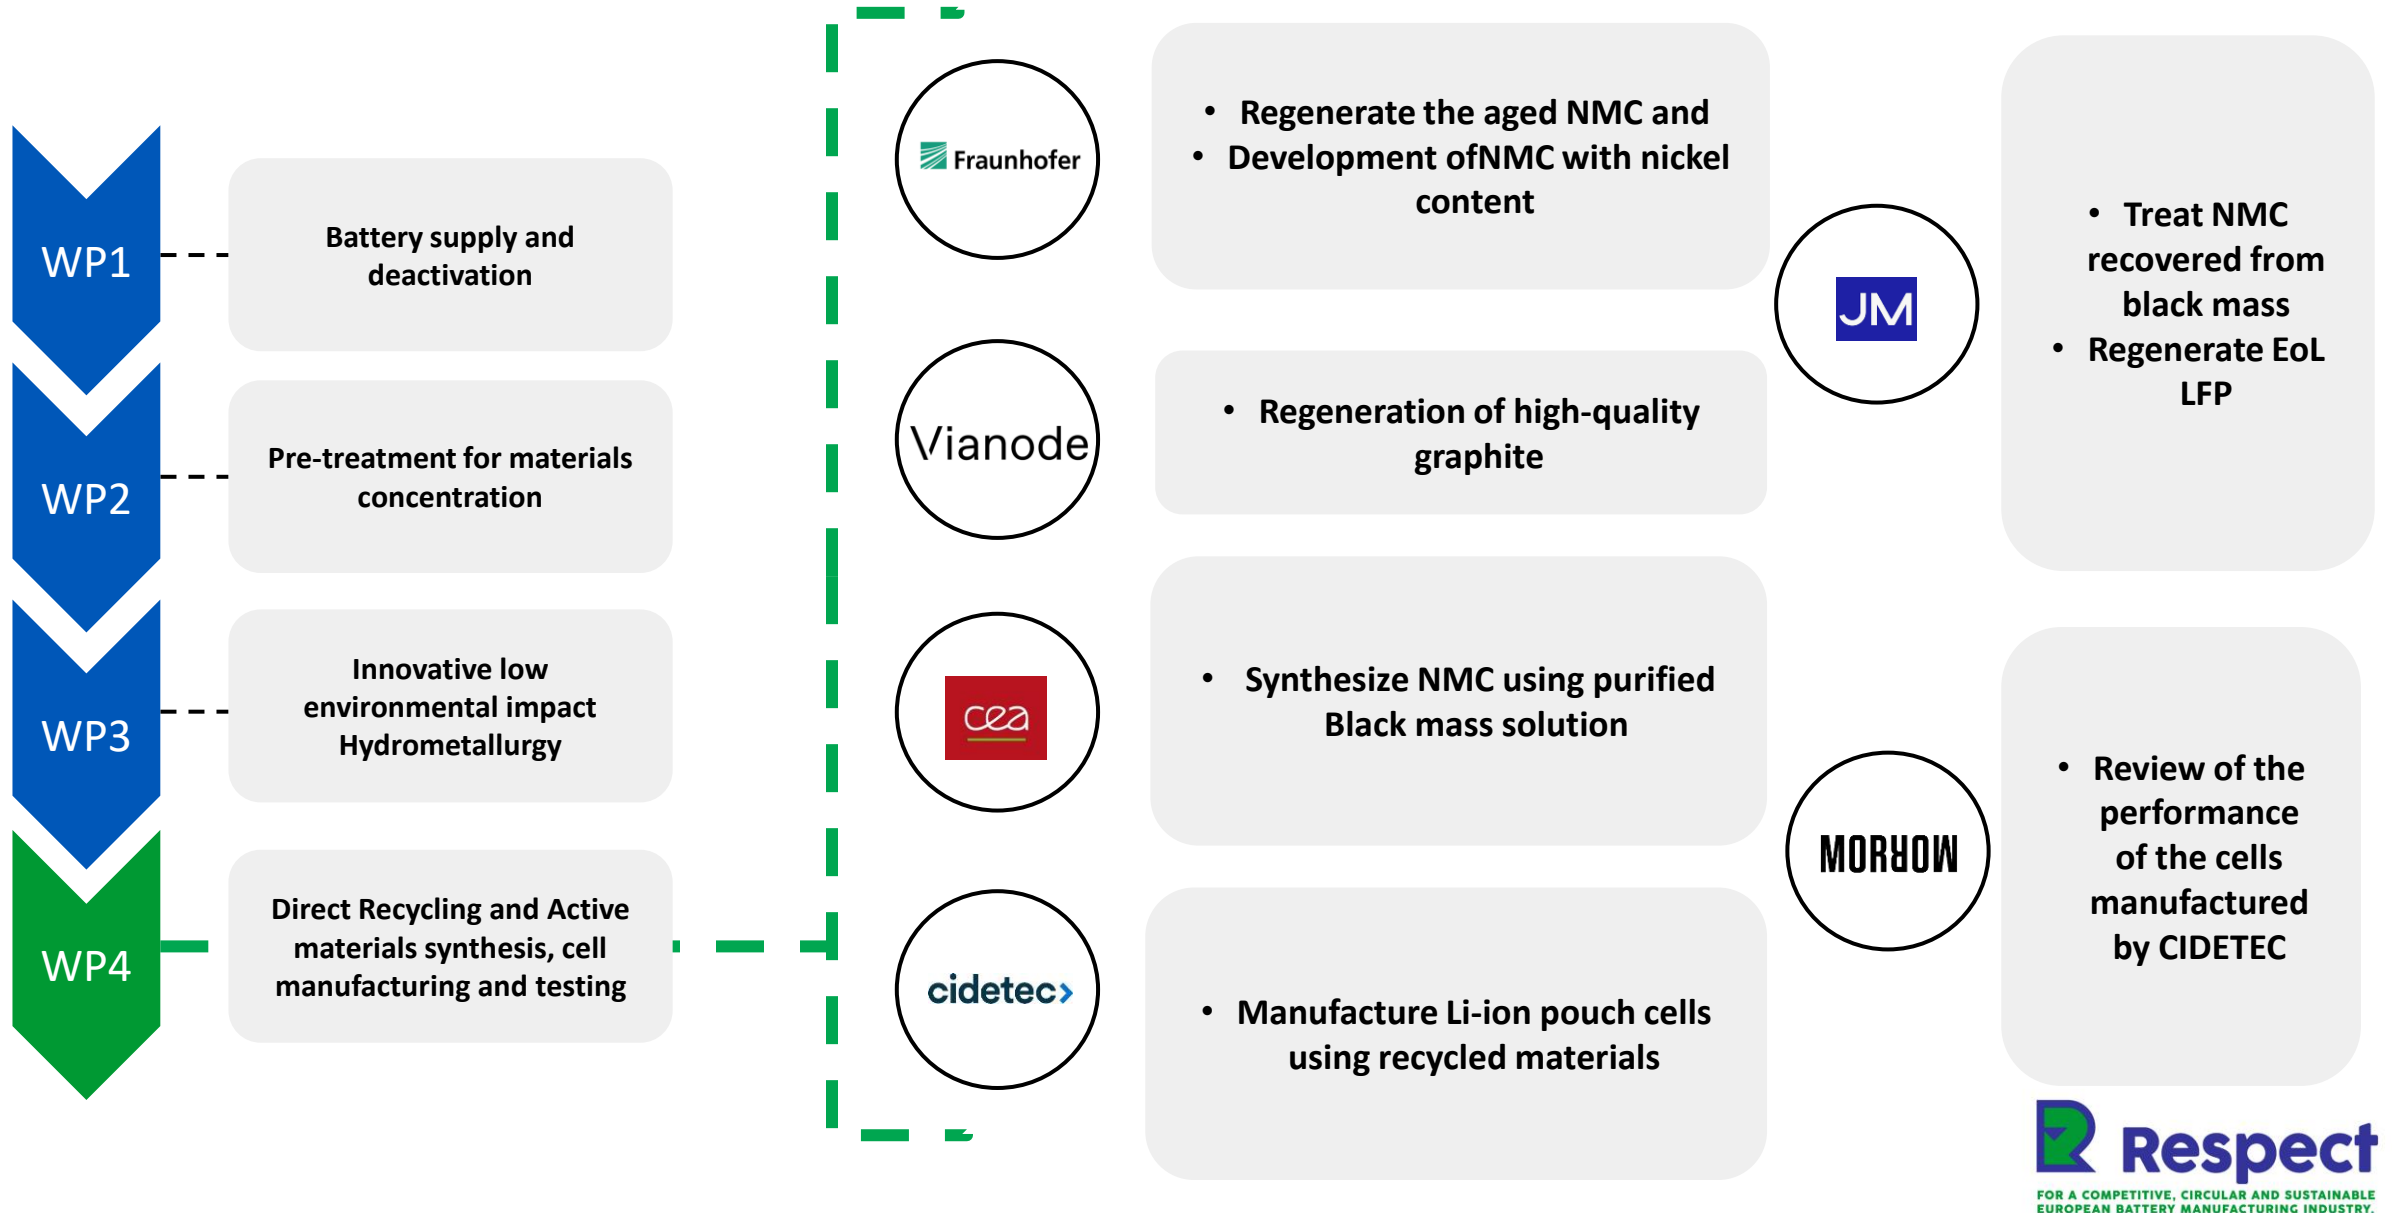 WP1
Battery supply and
deactivation
WP2
Pre-treatment for materials
concentration
WP3
Innovative low
environmental impact
Hydrometallurgy
WP4
Direct Recycling and Active
materials synthesis, cell
manufacturing and testing
Fraunhofer
• Regenerate the aged NMC and
• Development ofNMC with nickel
content
Vianode
• Regeneration of high-quality
graphite
cea
• Synthesize NMC using purified
Black mass solution
cidetec>
• Manufacture Li-ion pouch cells
using recycled materials
JM
• Treat NMC
recovered from
black mass
• Regenerate EoL
LFP
MORROW
• Review of the
performance
of the cells
manufactured
by CIDETEC
Respect
FOR A COMPETITIVE, CIRCULAR AND SUSTAINABLE
EUROPEAN BATTERY MANUFACTURING INDUSTRY.